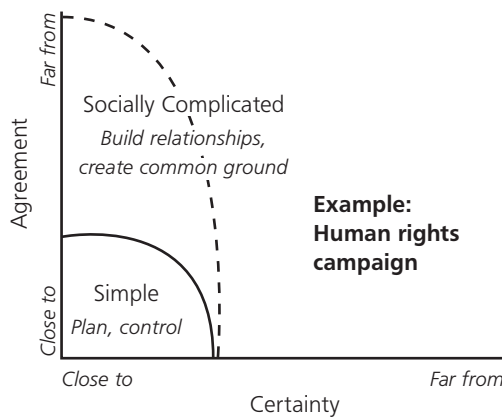 Far from
Agreement
Close to
Socially Complicated
Build relationships,
create common ground
Example:
Human rights
campaign
Simple
Plan, control
Close to
Far from
Certainty